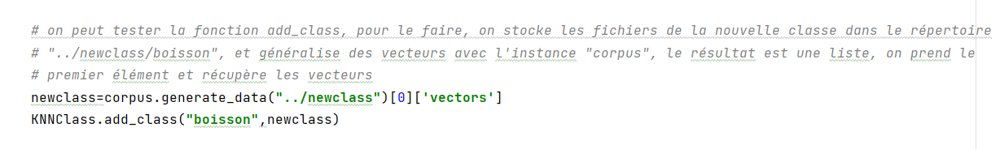 # on peut tester la fonction add_class, pour le faire, on stocke les fichiers de la nouvelle classe dans le répertoire
# "../newclass/boisson", et généralise des vecteurs avec l'instance "corpus", le résultat est une liste, on prend le
# premier élément et récupère les vecteurs
newclass=corpus.generate_data("../newclass")[0]['vectors']
KNNClass.add_class("boisson",newclass)